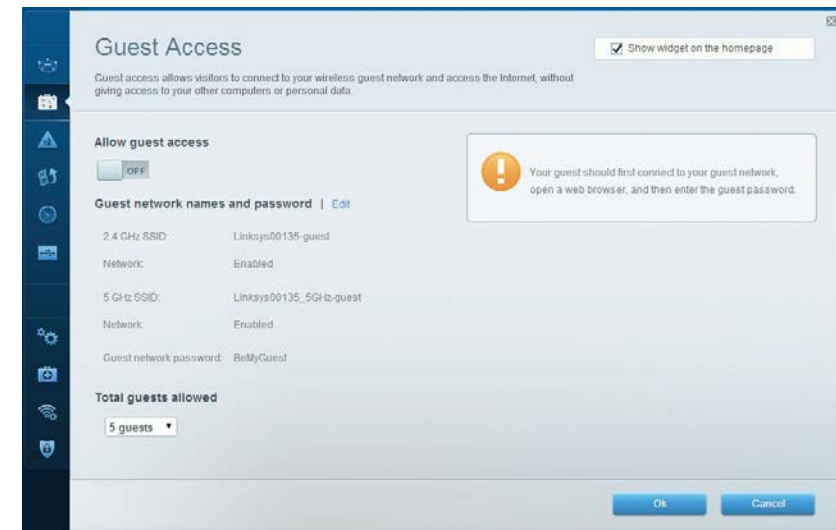 Guest Access
Show widget on the homepage
Guest access allows visitors to connect to your wireless guest network and access the Internet, without
giving access to your other computers or personal data.
Allow guest access
OFF
Your guest should first connect to your guest network,
open a web browser, and then enter the guest password.
Guest network names and password | Edit
2.4 GHz SSID: Linksys00135-guest
Network: Enabled
5 GHz SSID: Linksys00135_5GHz-guest
Network: Enabled
Guest network password: BeMyGuest
Total guests allowed
5 guests
Ok Cancel